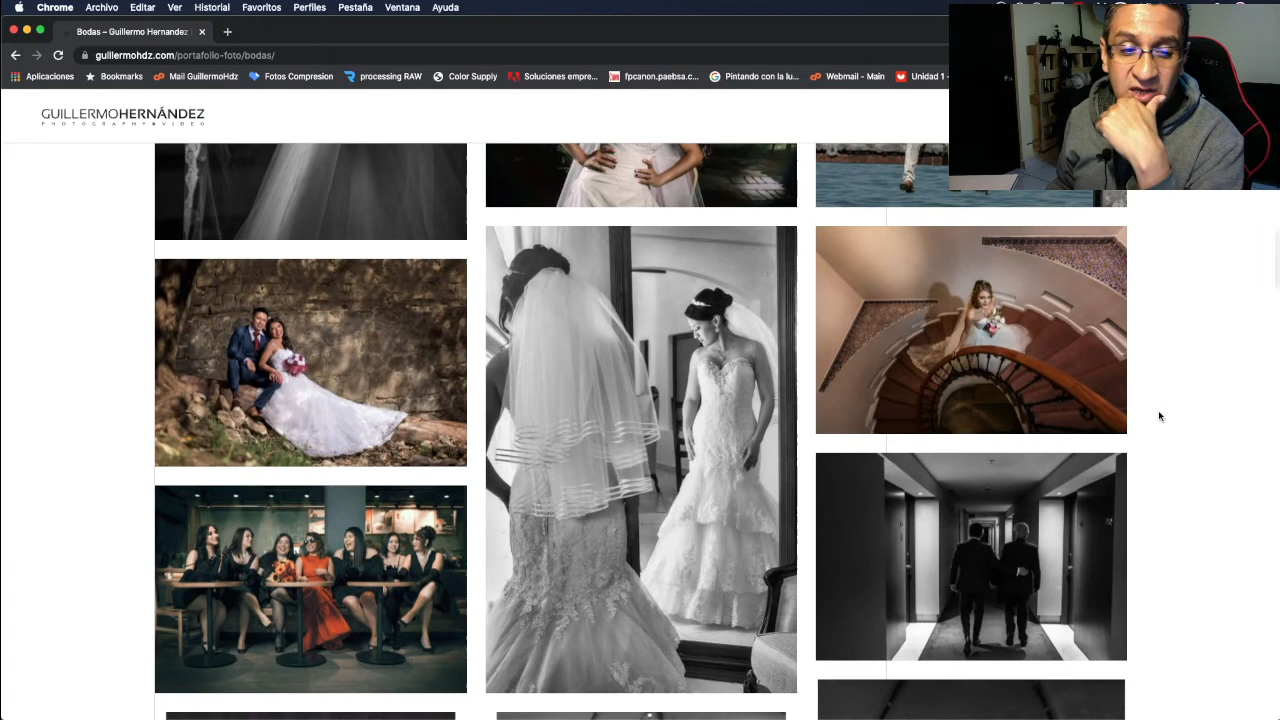 Chrome Archivo Editar Ver Historial Favoritos Perfiles Pestaña Ventana Ayuda
Bodas – Guillermo Hernandez
guillermohdz.com/portafolio-foto/bodas/
Aplicaciones Bookmarks Mail GuillermoHdz Fotos Compresion processing RAW Color Supply Soluciones empre... fpcanon.paebsa.c... Pintando con la lu... Webmail - Main Unidad 1
GUILLERMOHERNÁNDEZ
PHOTOGRAPHY VIDEO